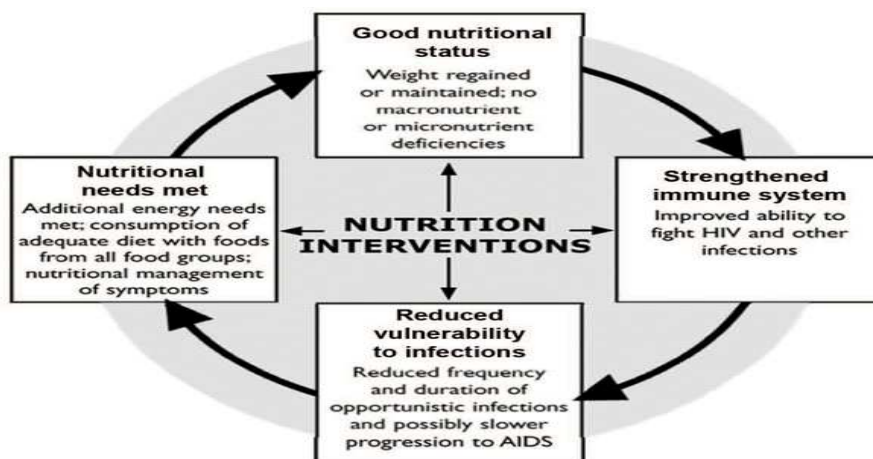 Good nutritional
status
Weight regained
or maintained; no
macronutrient
or micronutrient
deficiencies
Nutritional
needs met
Additional energy needs
met; consumption of
adequate diet with foods
from all food groups;
nutritional management
of symptoms
NUTRITION
INTERVENTIONS
Strengthened
immune system
Improved ability to
fight HIV and other
infections
Reduced
vulnerability
to infections
Reduced frequency
and duration of
opportunistic infections
and possibly slower
progression to AIDS